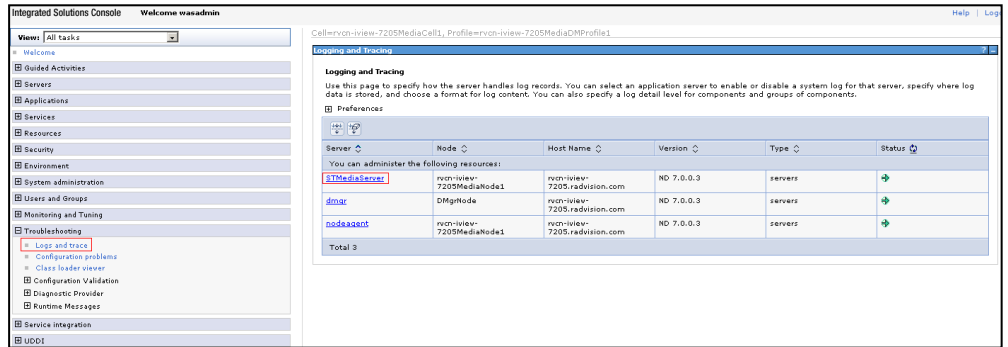 Integrated Solutions Console Welcome wasadmin Help | Log
View: All tasks
Welcome
Guided Activities
Servers
Applications
Services
Resources
Security
Environment
System administration
Users and Groups
Monitoring and Tuning
Troubleshooting
Logs and trace
Configuration problems
Class loader viewer
Configuration Validation
Diagnostic Provider
Runtime Messages
Service integration
UDDI
Cell=rvcn-iview-7205MediaCell1, Profile=rvcn-iview-7205MediaDMProfile1
Logging and Tracing ? -
Logging and Tracing
Use this page to specify how the server handles log records. You can select an application server to enable or disable a system log for that server, specify where log
data is stored, and choose a format for log content. You can also specify a log detail level for components and groups of components.
Preferences
Server Node Host Name Version Type Status
You can administer the following resources:
STMediaServer rvcn-iview-7205MediaNode1 rvcn-iview-7205.radvision.com ND 7.0.0.3 servers
dmgr DMgrNode rvcn-iview-7205.radvision.com ND 7.0.0.3 servers
nodeagent rvcn-iview-7205MediaNode1 rvcn-iview-7205.radvision.com ND 7.0.0.3 servers
Total 3